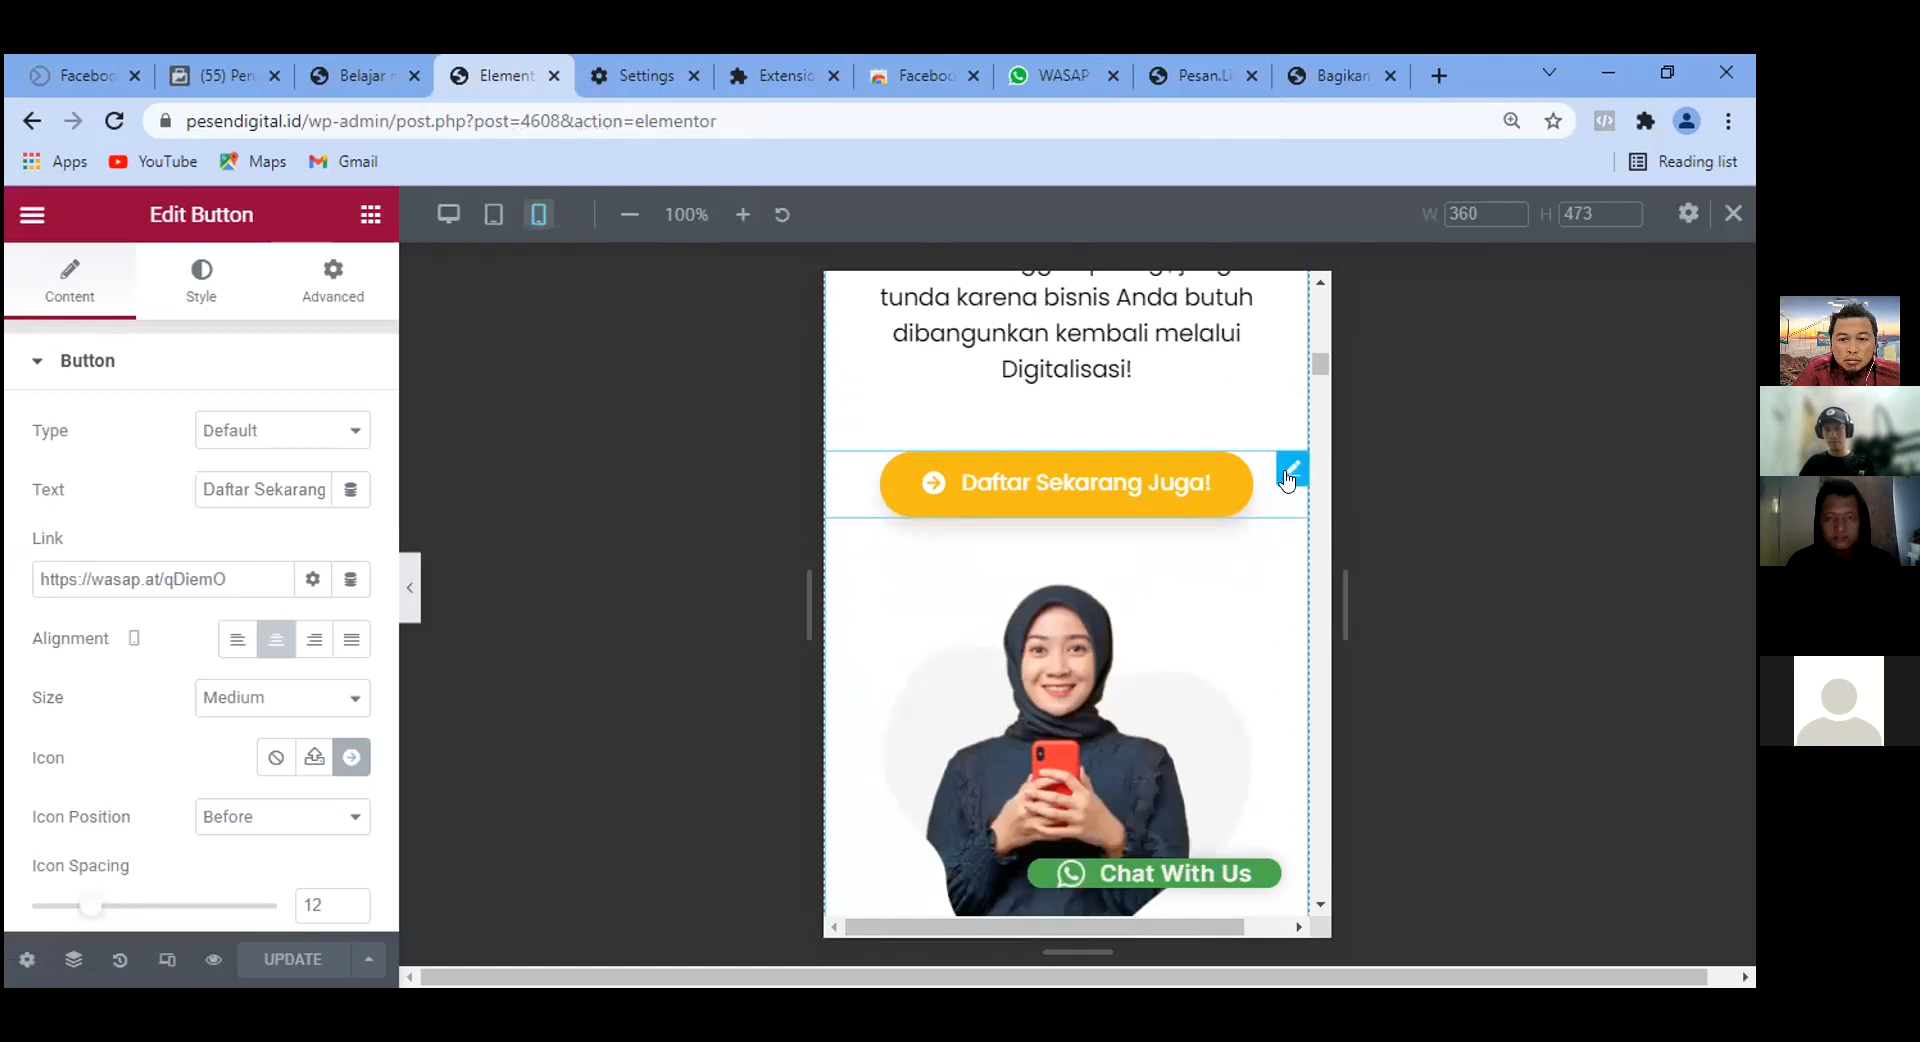 Faceboo
(55) Pen
Belajar
Element
Settings
Extensio
Faceboo
WASAP
Pesan.Li
Bagikan
pesendigital.id/wp-admin/post.php?post=4608&action=elementor
Apps
YouTube
Maps
Gmail
Reading list
Edit Button
100%
W 360
H 473
Content
Style
Advanced
Button
Type
Default
Text
Daftar Sekarang
Link
https://wasap.at/qDiemO
Alignment
Size
Medium
Icon
Icon Position
Before
Icon Spacing
12
UPDATE
tunda karena bisnis Anda butuh
dibangunkan kembali melalui
Digitalisasi!
Daftar Sekarang Juga!
Chat With Us